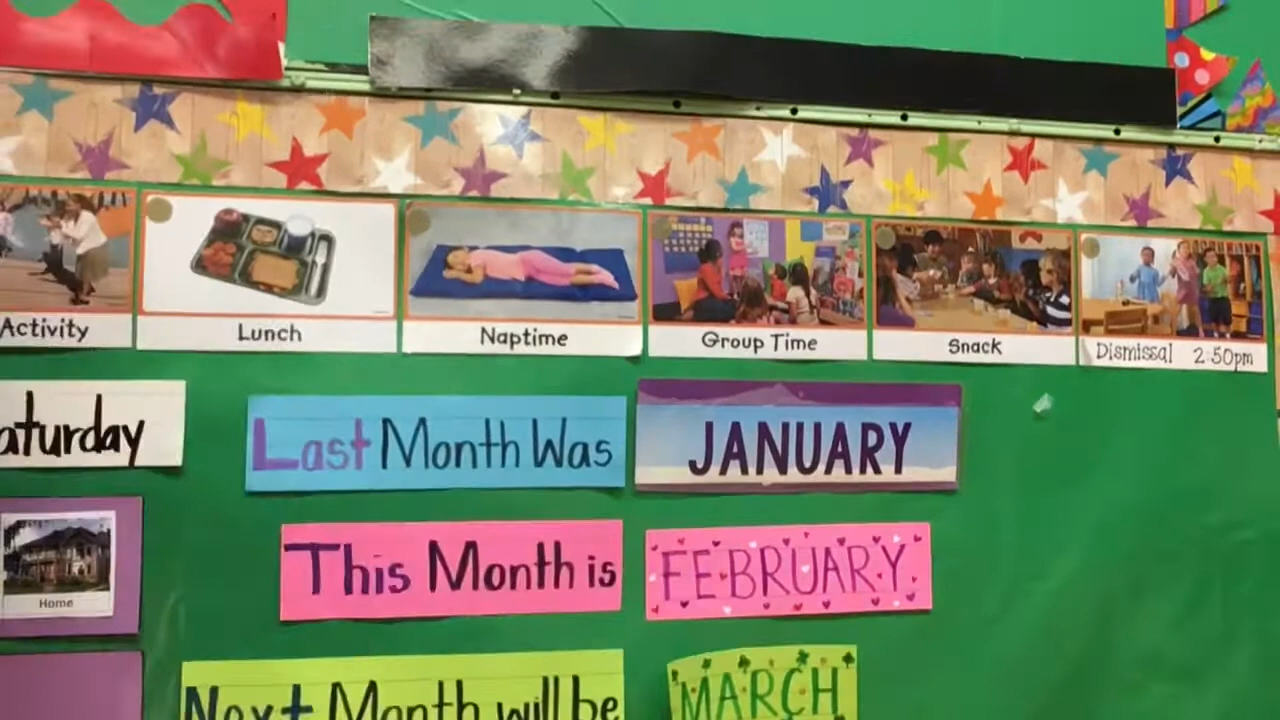 Activity
Lunch
Naptime
Group Time
Snack
Dismissal 2:50pm
aturday
Last Month Was
JANUARY
This Month is
FEBRUARY
Home
Next Month will be
MARCH